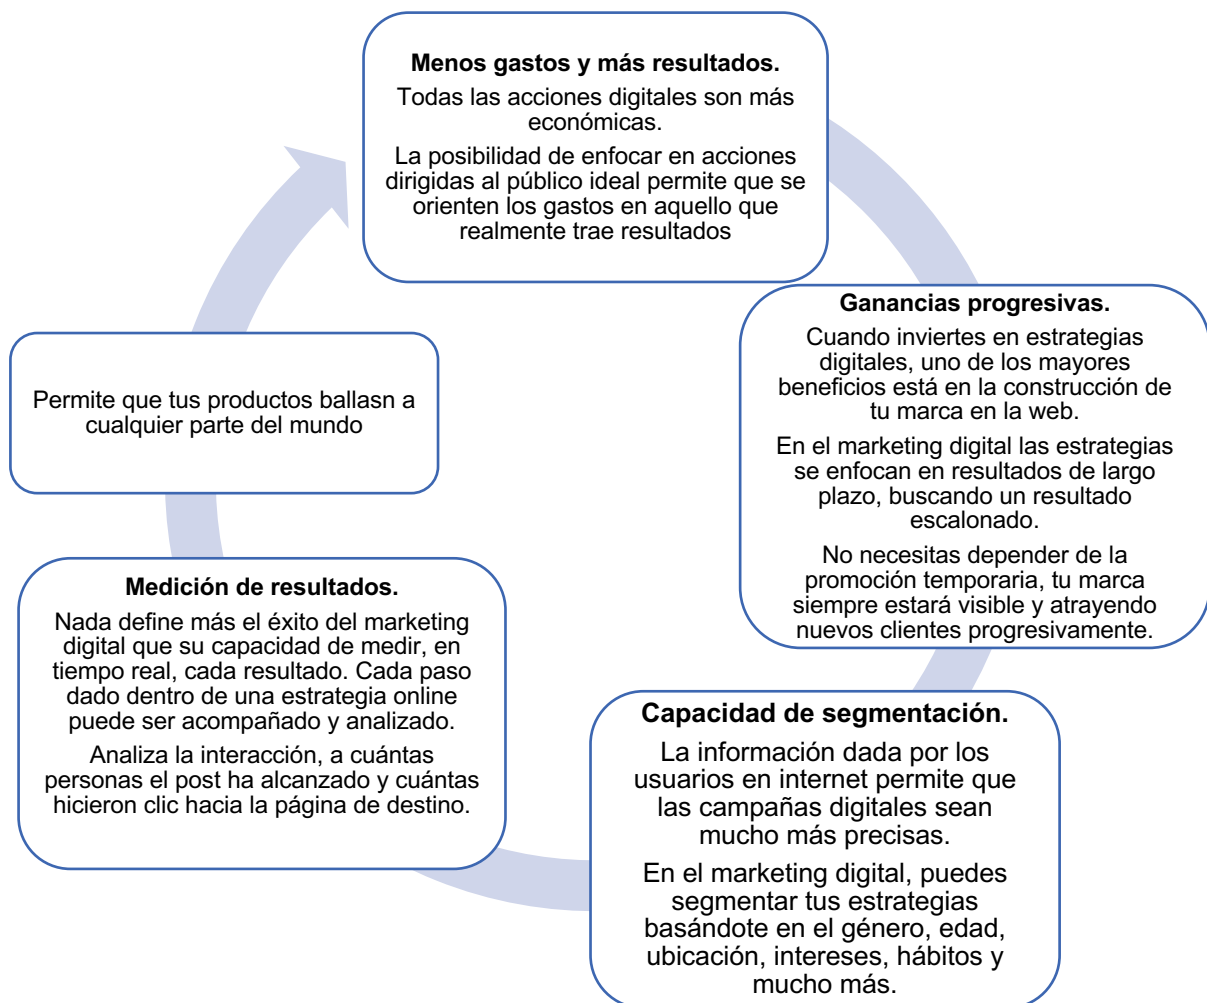 Menos gastos y más resultados.
Todas las acciones digitales son más
económicas.
La posibilidad de enfocar en acciones
dirigidas al público ideal permite que se
orienten los gastos en aquello que
realmente trae resultados
Ganancias progresivas.
Cuando inviertes en estrategias
digitales, uno de los mayores
beneficios está en la construcción de
tu marca en la web.
En el marketing digital las estrategias
se enfocan en resultados de largo
plazo, buscando un resultado
escalonado.
No necesitas depender de la
promoción temporaria, tu marca
siempre estará visible y atrayendo
nuevos clientes progresivamente.
Capacidad de segmentación.
La información dada por los
usuarios en internet permite que
las campañas digitales sean
mucho más precisas.
En el marketing digital, puedes
segmentar tus estrategias
basándote en el género, edad,
ubicación, intereses, hábitos y
mucho más.
Medición de resultados.
Nada define más el éxito del marketing
digital que su capacidad de medir, en
tiempo real, cada resultado. Cada paso
dado dentro de una estrategia online
puede ser acompañado y analizado.
Analiza la interacción, a cuántas
personas el post ha alcanzado y cuántas
hicieron clic hacia la página de destino.
Permite que tus productos ballasn a
cualquier parte del mundo